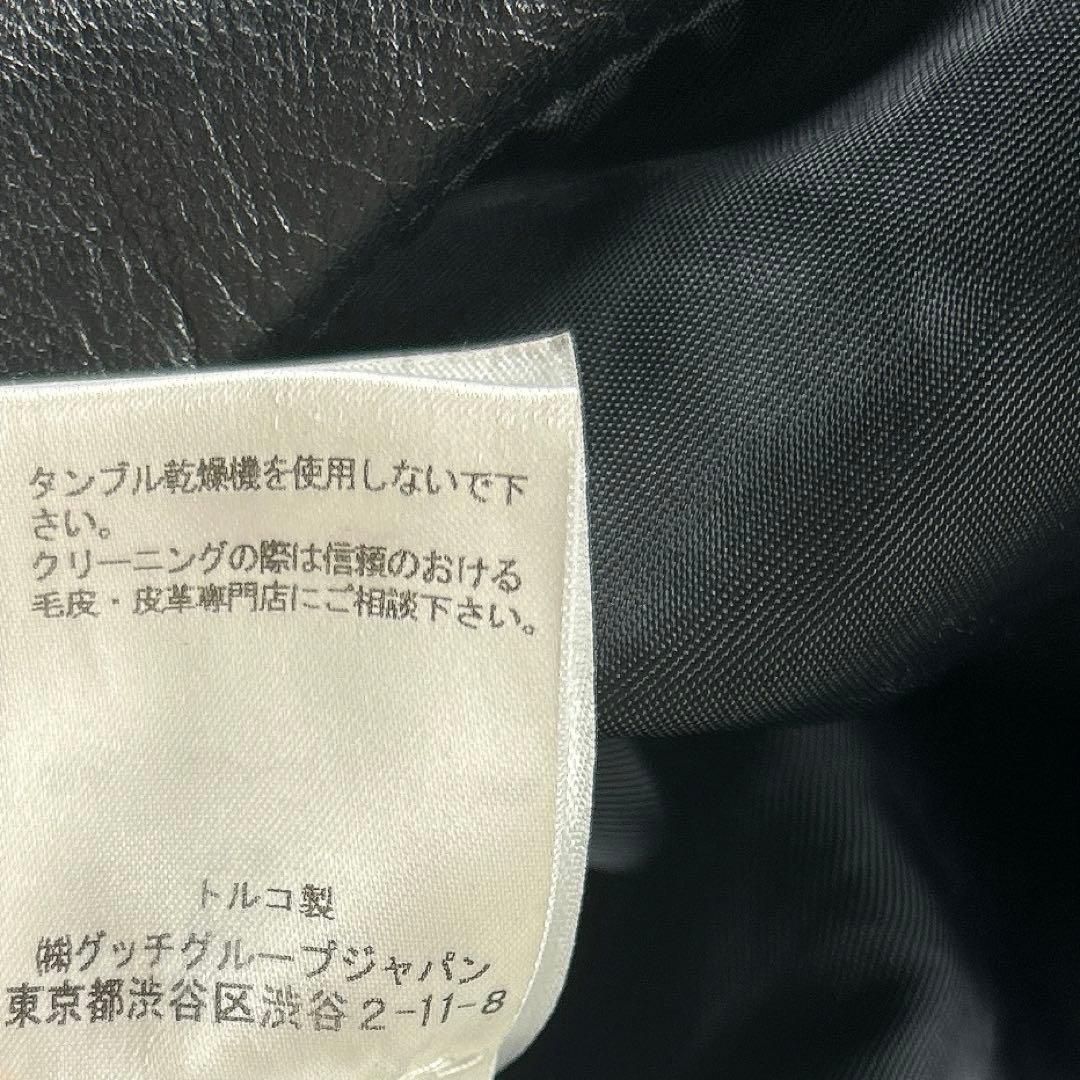 タンブル乾燥機を使用しないで下
さい。
クリーニングの際は信頼のおける
毛皮・皮革専門店にご相談下さい。
トルコ製
㈱グッチグループジャパン
東京都渋谷区渋谷2-11-8